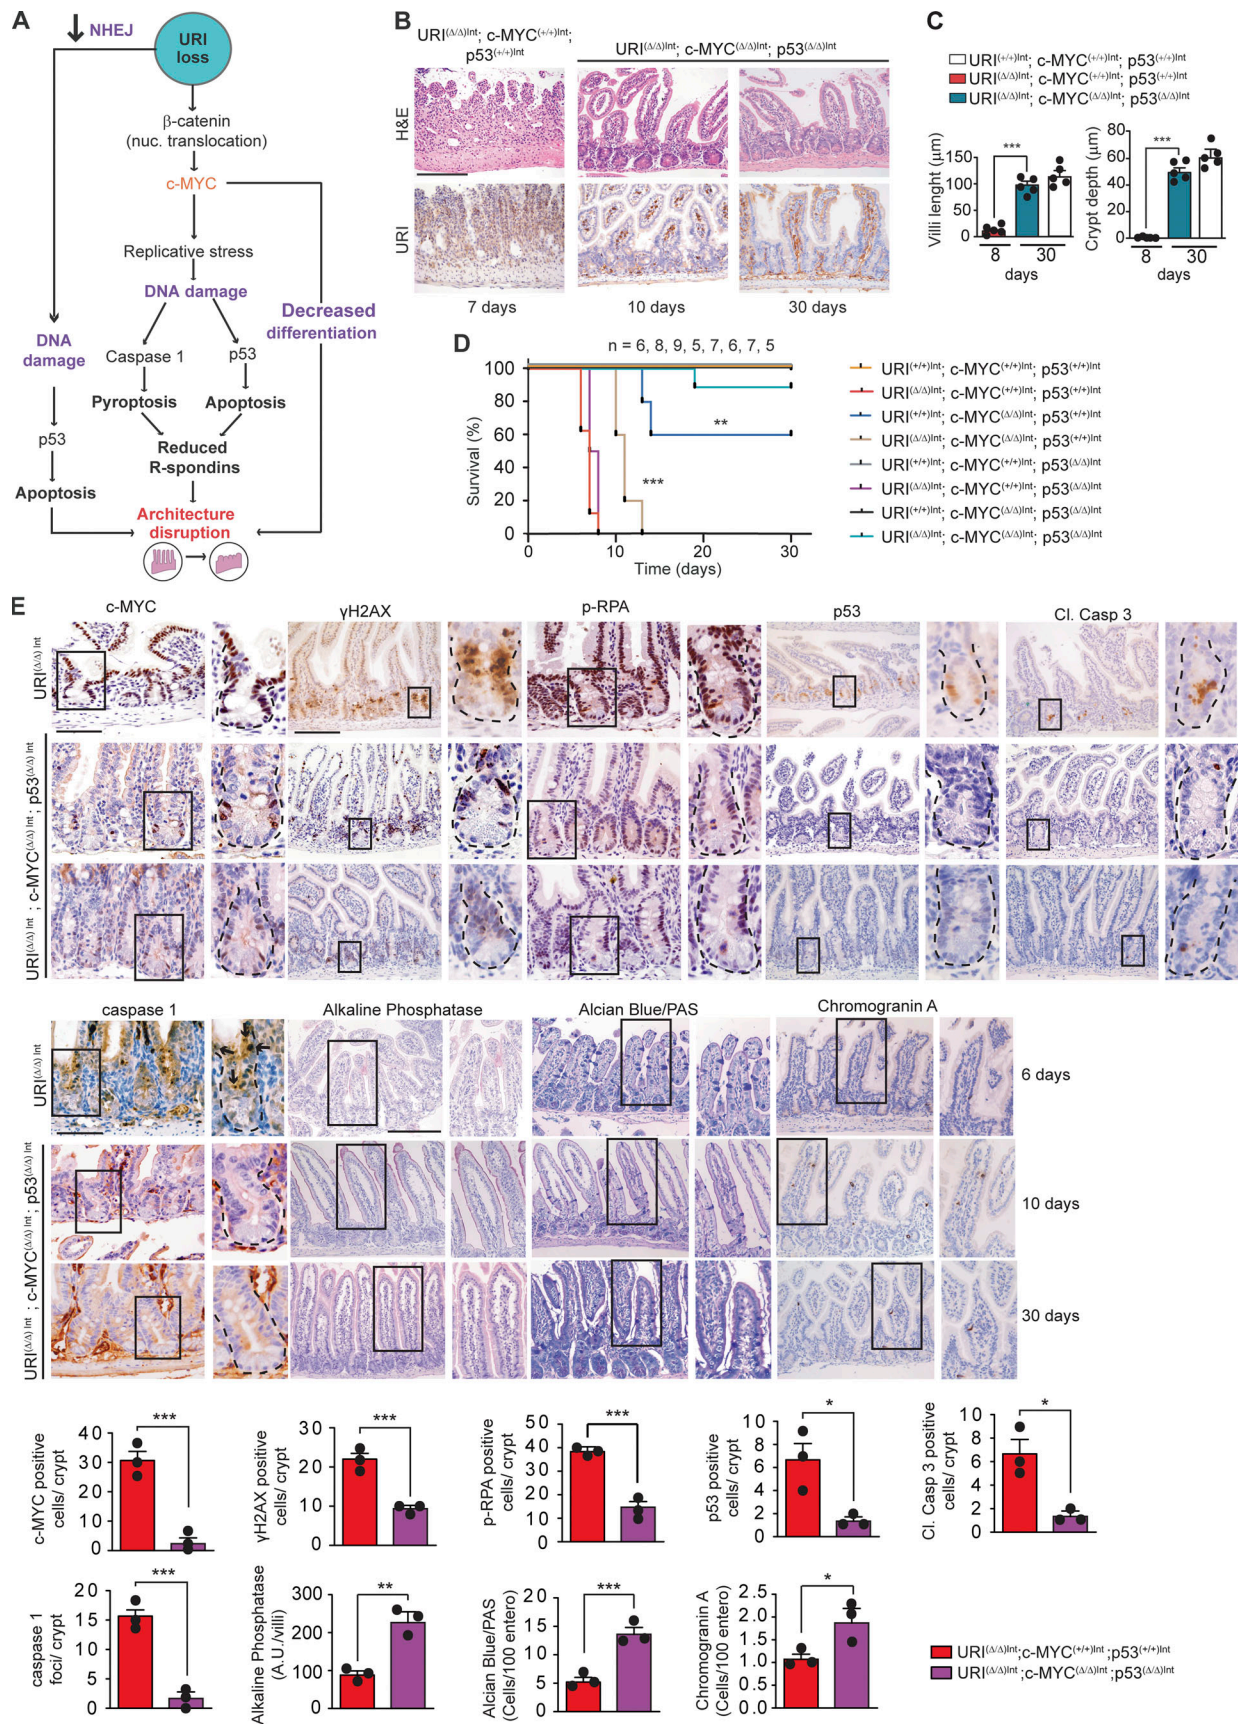 A
NHEJ
URI
loss
β-catenin
(nuc. translocation)
c-MYC
Replicative stress
DNA damage
Decreased
differentiation
DNA
damage
Caspase 1
p53
Pyroptosis
Apoptosis
p53
Reduced
R-spondins
Apoptosis
Architecture
disruption
B
URI(Δ/Δ)Int; c-MYC(+/+)Int;
p53(+/+)Int
URI(Δ/Δ)Int; c-MYC(Δ/Δ)Int; p53(Δ/Δ)Int
H&E
URI
7 days
10 days
30 days
C
URI(+/+)Int; c-MYC(+/+)Int; p53(+/+)Int
URI(Δ/Δ)Int; c-MYC(+/+)Int; p53(+/+)Int
URI(Δ/Δ)Int; c-MYC(Δ/Δ)Int; p53(Δ/Δ)Int
Villi lenght (µm)
150
100
50
0
***
8
30
days
Crypt depth (µm)
80
60
40
20
0
***
8
30
days
D
n = 6, 8, 9, 5, 7, 6, 7, 5
Survival (%)
100
80
60
40
20
0
**
***
0
10
20
30
Time (days)
URI(+/+)Int; c-MYC(+/+)Int; p53(+/+)Int
URI(Δ/Δ)Int; c-MYC(+/+)Int; p53(+/+)Int
URI(+/+)Int; c-MYC(Δ/Δ)Int; p53(+/+)Int
URI(Δ/Δ)Int; c-MYC(Δ/Δ)Int; p53(+/+)Int
URI(+/+)Int; c-MYC(+/+)Int; p53(Δ/Δ)Int
URI(Δ/Δ)Int; c-MYC(+/+)Int; p53(Δ/Δ)Int
URI(+/+)Int; c-MYC(Δ/Δ)Int; p53(Δ/Δ)Int
URI(Δ/Δ)Int; c-MYC(Δ/Δ)Int; p53(Δ/Δ)Int
E
c-MYC
γH2AX
p-RPA
p53
Cl. Casp 3
URI(Δ/Δ) Int
URI(Δ/Δ) Int ; c-MYC(Δ/Δ) Int ; p53(Δ/Δ) Int
caspase 1
Alkaline Phosphatase
Alcian Blue/PAS
Chromogranin A
URI(Δ/Δ) Int
URI(Δ/Δ) Int ; c-MYC(Δ/Δ) Int ; p53(Δ/Δ) Int
6 days
10 days
30 days
c-MYC positive
cells/ crypt
40
30
20
10
0
***
γH2AX positive
cells/ crypt
30
20
10
0
***
p-RPA positive
cells/ crypt
50
40
30
20
10
0
***
p53 positive
cells/ crypt
10
8
6
4
2
0
*
Cl. Casp 3 positive
cells/ crypt
10
8
6
4
2
0
*
caspase 1
foci/ crypt
20
15
10
5
0
***
Alkaline Phosphatase
(A.U./villi)
300
200
100
0
**
Alcian Blue/PAS
(Cells/100 entero)
20
15
10
5
0
***
Chromogranin A
(Cells/100 entero)
2.5
2.0
1.5
1.0
0.5
0.0
*
URI(Δ/Δ)Int;c-MYC(+/+)Int;p53(+/+)Int
URI(Δ/Δ)Int;c-MYC(Δ/Δ)Int;p53(Δ/Δ)Int